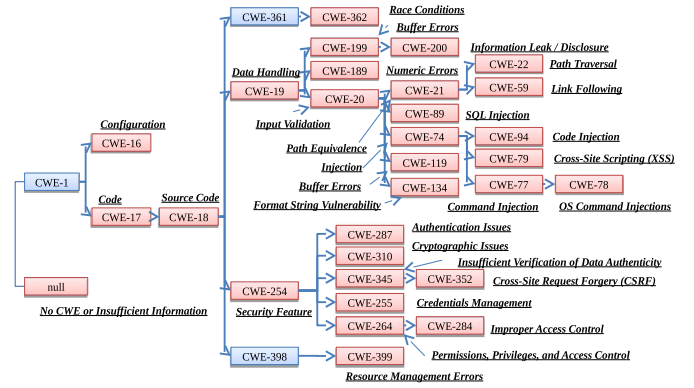 CWE-361
CWE-362
Race Conditions
Buffer Errors
CWE-199
CWE-200
Information Leak / Disclosure
Data Handling
CWE-189
Numeric Errors
CWE-22
Path Traversal
CWE-19
CWE-20
CWE-21
CWE-59
Link Following
Input Validation
CWE-89
SQL Injection
Configuration
CWE-16
Path Equivalence
CWE-74
CWE-94
Code Injection
Injection
CWE-119
CWE-79
Cross-Site Scripting (XSS)
CWE-1
Buffer Errors
CWE-134
CWE-77
CWE-78
Code
Source Code
Format String Vulnerability
Command Injection
OS Command Injections
CWE-17
CWE-18
CWE-287
Authentication Issues
CWE-310
Cryptographic Issues
Insufficient Verification of Data Authenticity
CWE-345
CWE-352
Cross-Site Request Forgery (CSRF)
null
CWE-254
CWE-255
Credentials Management
No CWE or Insufficient Information
Security Feature
CWE-264
CWE-284
Improper Access Control
CWE-398
CWE-399
Permissions, Privileges, and Access Control
Resource Management Errors